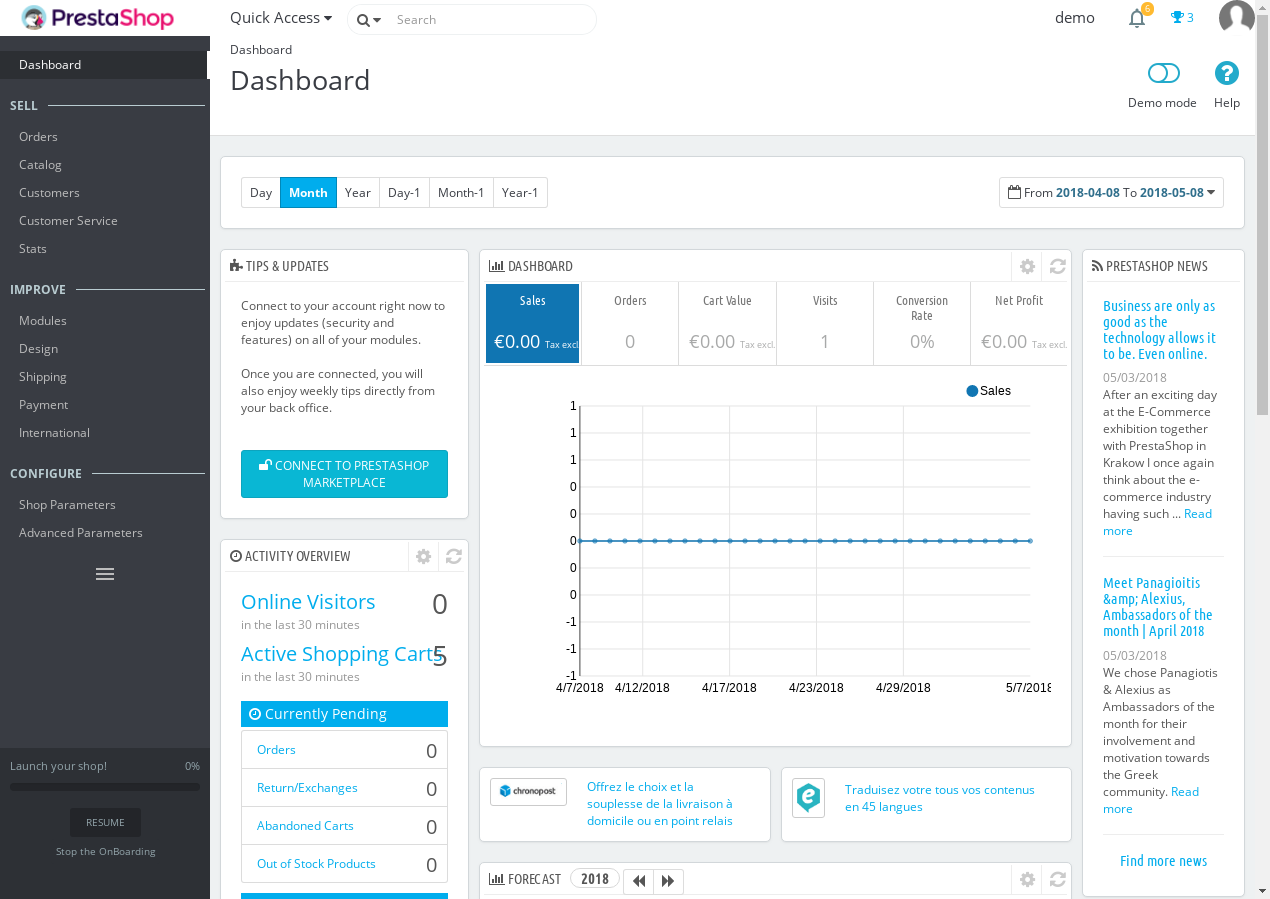 PrestaShop
Quick Access
Search
demo
6
3
Dashboard
Dashboard
Demo mode
Help
Dashboard
SELL
Orders
Catalog
Customers
Customer Service
Stats
IMPROVE
Modules
Design
Shipping
Payment
International
CONFIGURE
Shop Parameters
Advanced Parameters
Launch your shop! 0%
RESUME
Stop the OnBoarding
Day Month Year Day-1 Month-1 Year-1
From 2018-04-08 To 2018-05-08
TIPS & UPDATES
Connect to your account right now to
enjoy updates (security and
features) on all of your modules.
Once you are connected, you will
also enjoy weekly tips directly from
your back office.
CONNECT TO PRESTASHOP
MARKETPLACE
ACTIVITY OVERVIEW
Online Visitors 0
in the last 30 minutes
Active Shopping Carts 5
in the last 30 minutes
Currently Pending
Orders 0
Return/Exchanges 0
Abandoned Carts 0
Out of Stock Products 0
DASHBOARD
Sales
€0.00 Tax excl.
Orders
0
Cart Value
€0.00 Tax excl.
Visits
1
Conversion
Rate
0%
Net Profit
€0.00 Tax excl.
Sales
1
1
1
0
0
0
0
0
-1
-1
-1
4/7/2018 4/12/2018 4/17/2018 4/23/2018 4/29/2018 5/7/2018
chronopost
Offrez le choix et la
souplesse de la livraison à
domicile ou en point relais
Traduisez votre tous vos contenus
en 45 langues
FORECAST 2018
PRESTASHOP NEWS
Business are only as
good as the
technology allows it
to be. Even online.
05/03/2018
After an exciting day
at the E-Commerce
exhibition together
with PrestaShop in
Krakow I once again
think about the e-
commerce industry
having such ... Read
more
Meet Panagioitis
&amp; Alexius,
Ambassadors of the
month | April 2018
05/03/2018
We chose Panagiotis
& Alexius as
Ambassadors of the
month for their
involvement and
motivation towards
the Greek
community. Read
more
Find more news